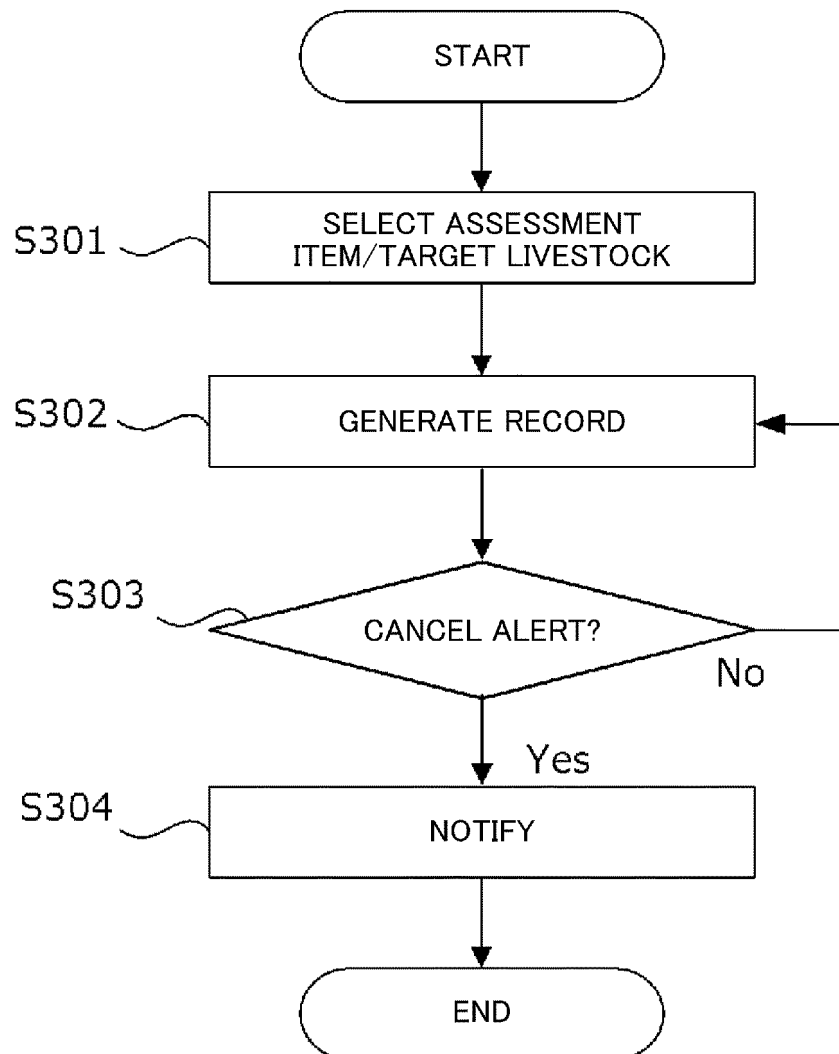 START
S301
SELECT ASSESSMENT
ITEM/TARGET LIVESTOCK
S302
GENERATE RECORD
S303
CANCEL ALERT?
No
Yes
S304
NOTIFY
END